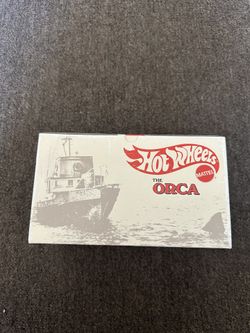 Hot Wheels
MATTEL
THE
ORCA